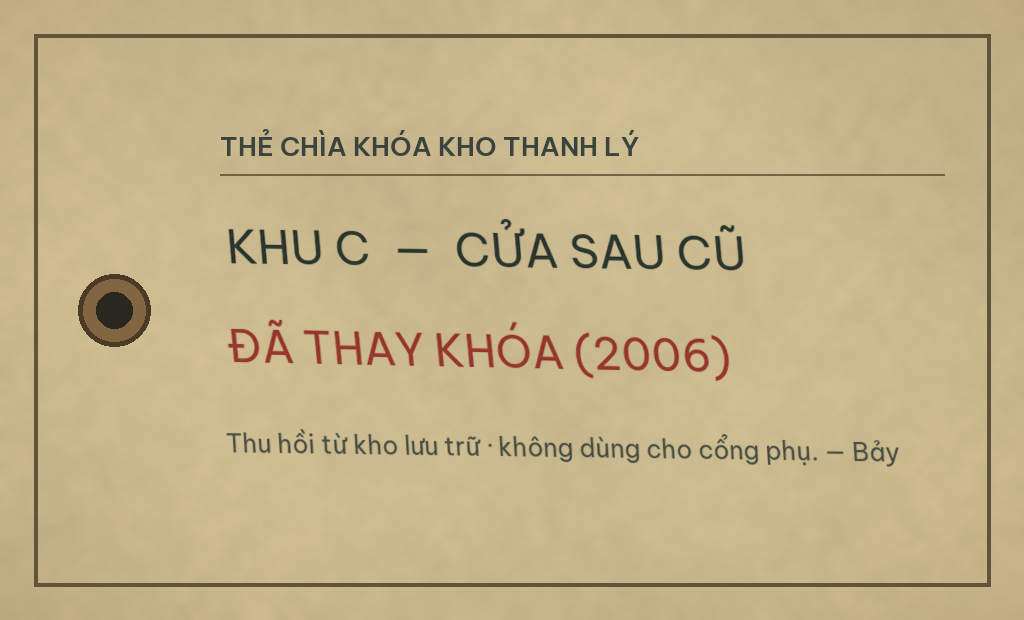 THẺ CHÌA KHÓA KHO THANH LÝ
KHU C — CỬA SAU CŨ
ĐÃ THAY KHÓA (2006)
Thu hồi từ kho lưu trữ · không dùng cho cổng phụ. — Bảy